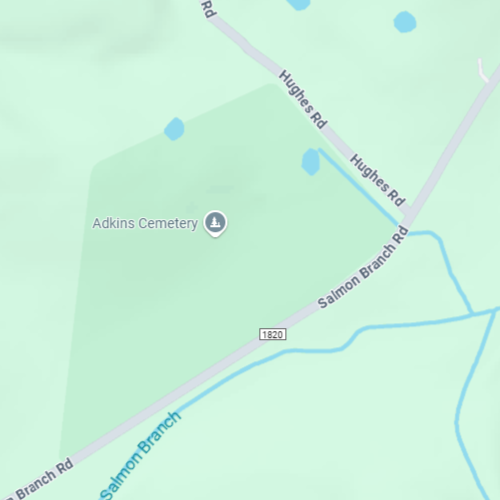 Rd
Hughes Rd
Hughes Rd
Adkins Cemetery
Salmon Branch Rd
1820
Salmon Branch
Branch Rd